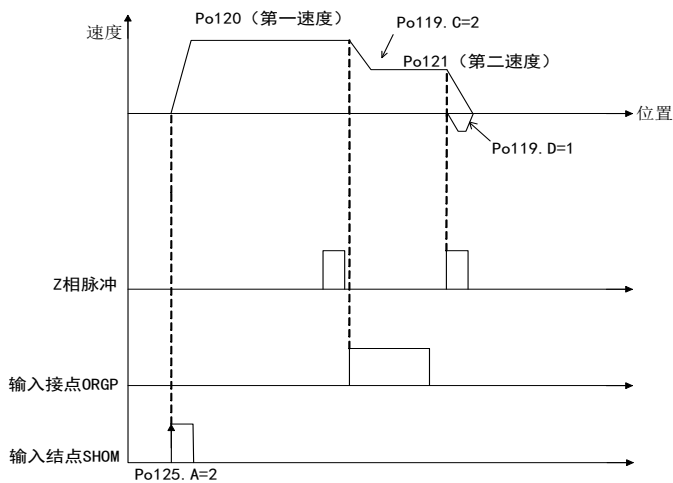 Po120（第一速度）
Po119.C=2
速度
Po121（第二速度）
位置
Po119.D=1
Z相脉冲
输入接点ORGP
输入结点SHOM
Po125.A=2